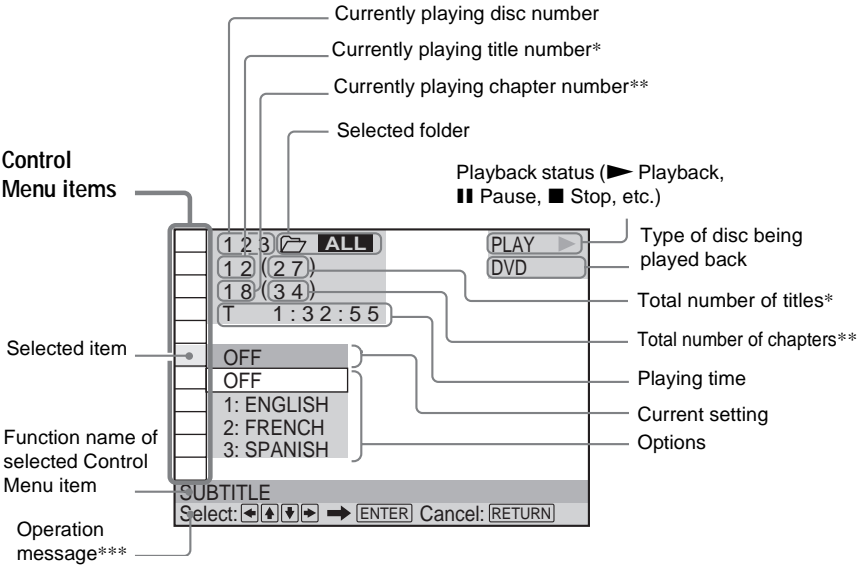 Currently playing disc number
Currently playing title number*
Currently playing chapter number**
Selected folder
Control
Menu items
Playback status (► Playback,
❚❚ Pause, ■ Stop, etc.)
1 2 3 ALL
PLAY ►
Type of disc being
played back
1 2 ( 2 7 )
DVD
1 8 ( 3 4 )
Total number of titles*
T 1 : 3 2 : 5 5
Total number of chapters**
Selected item
OFF
Playing time
OFF
1: ENGLISH
Current setting
2: FRENCH
3: SPANISH
Options
Function name of
selected Control
Menu item
SUBTITLE
Select: ← ↑ ↓ → ➡ ENTER Cancel: RETURN
Operation
message***